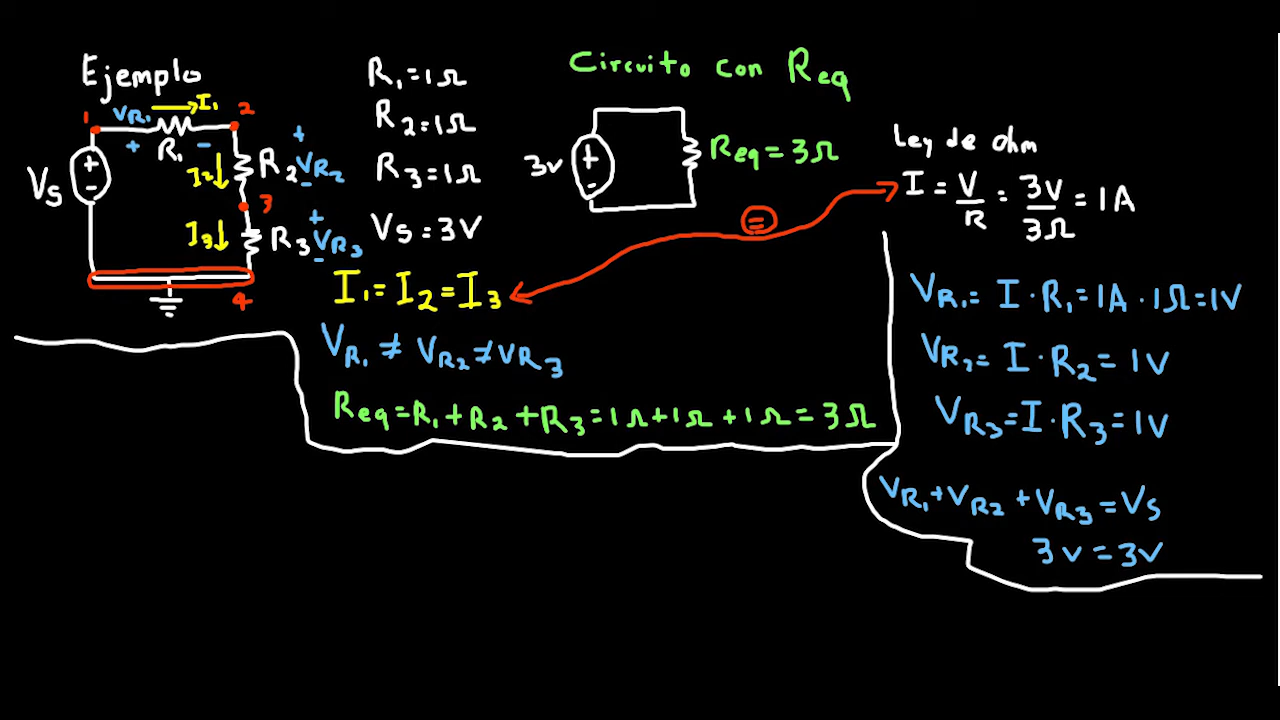 Ejemplo
1
VR1
I1
2
+
R1
-
+
-
Vs
I2
R2
+
VR2
-
3
I3
R3
+
VR3
-
4
R1=1Ω
R2=1Ω
R3=1Ω
Vs=3V
Circuito con Req
3v
+
-
Req=3Ω
=
I1=I2=I3
VR1 ≠ VR2 ≠ VR3
Req=R1+R2+R3=1Ω+1Ω+1Ω=3Ω
Ley de ohm
I = V/R = 3V/3Ω = 1A
VR1= I · R1=1A · 1Ω=1V
VR2= I · R2= 1V
VR3=I · R3=1V
VR1+VR2+VR3=Vs
3v=3v